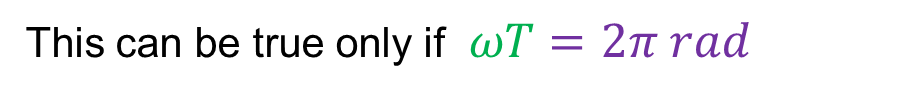 This can be true only if ωT = 2π rad